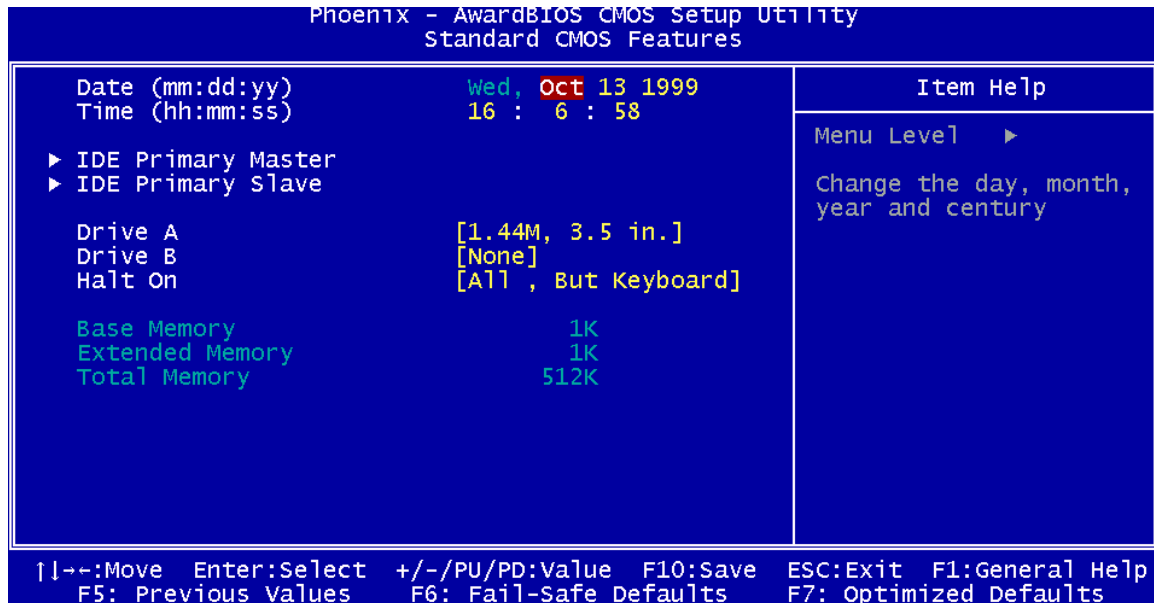 Phoenix - AwardBIOS CMOS Setup Utility
Standard CMOS Features
Date (mm:dd:yy) Wed, Oct 13 1999
Time (hh:mm:ss) 16 : 6 : 58
► IDE Primary Master
► IDE Primary Slave
Drive A [1.44M, 3.5 in.]
Drive B [None]
Halt On [All , But Keyboard]
Base Memory 1K
Extended Memory 1K
Total Memory 512K
Item Help
Menu Level ►
Change the day, month,
year and century
↑↓→←:Move Enter:Select +/-/PU/PD:Value F10:Save ESC:Exit F1:General Help
F5: Previous Values F6: Fail-Safe Defaults F7: Optimized Defaults